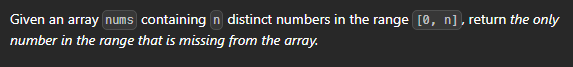 Given an array nums containing n distinct numbers in the range [0, n], return the only
number in the range that is missing from the array.